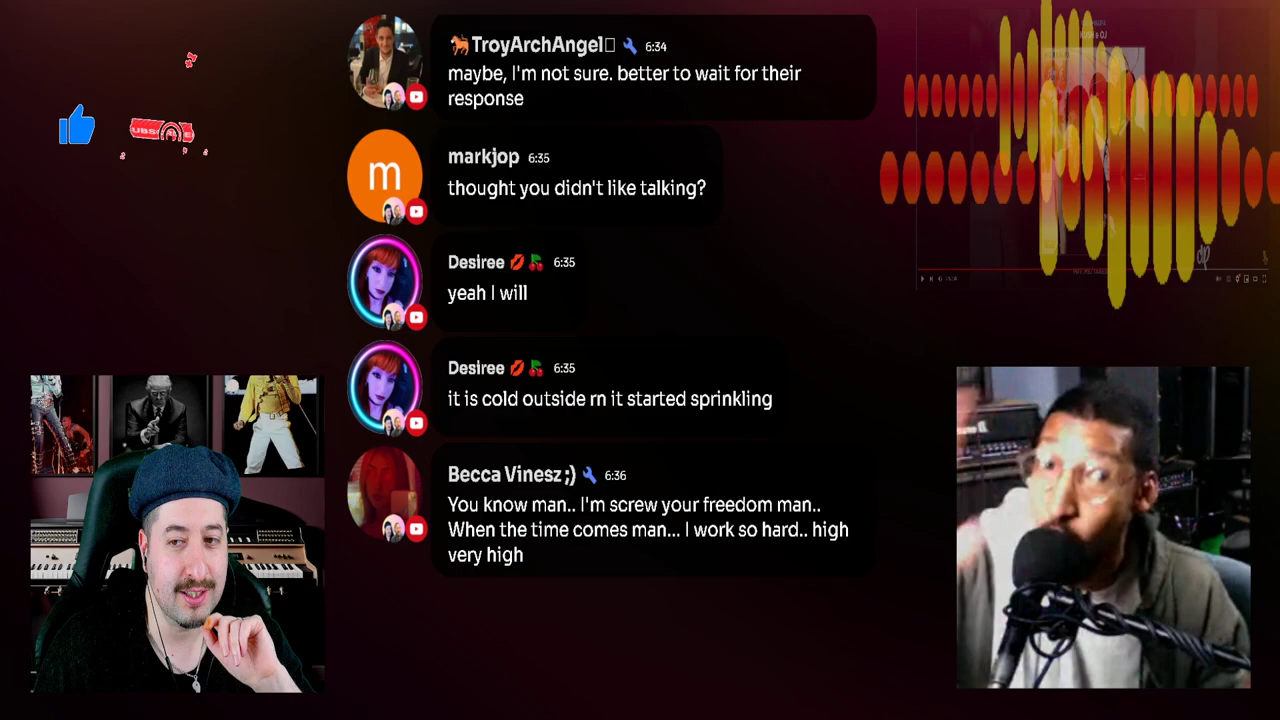 🐎TroyArchAngel🔧 6:34
maybe, I'm not sure. better to wait for their
response
m
markjop 6:35
thought you didn't like talking?
Desiree 💋🍒 6:35
yeah I will
Desiree 💋🍒 6:35
it is cold outside rn it started sprinkling
Becca Vinesz ;) 🔧 6:36
You know man.. I'm screw your freedom man..
When the time comes man... I work so hard.. high
very high
dp